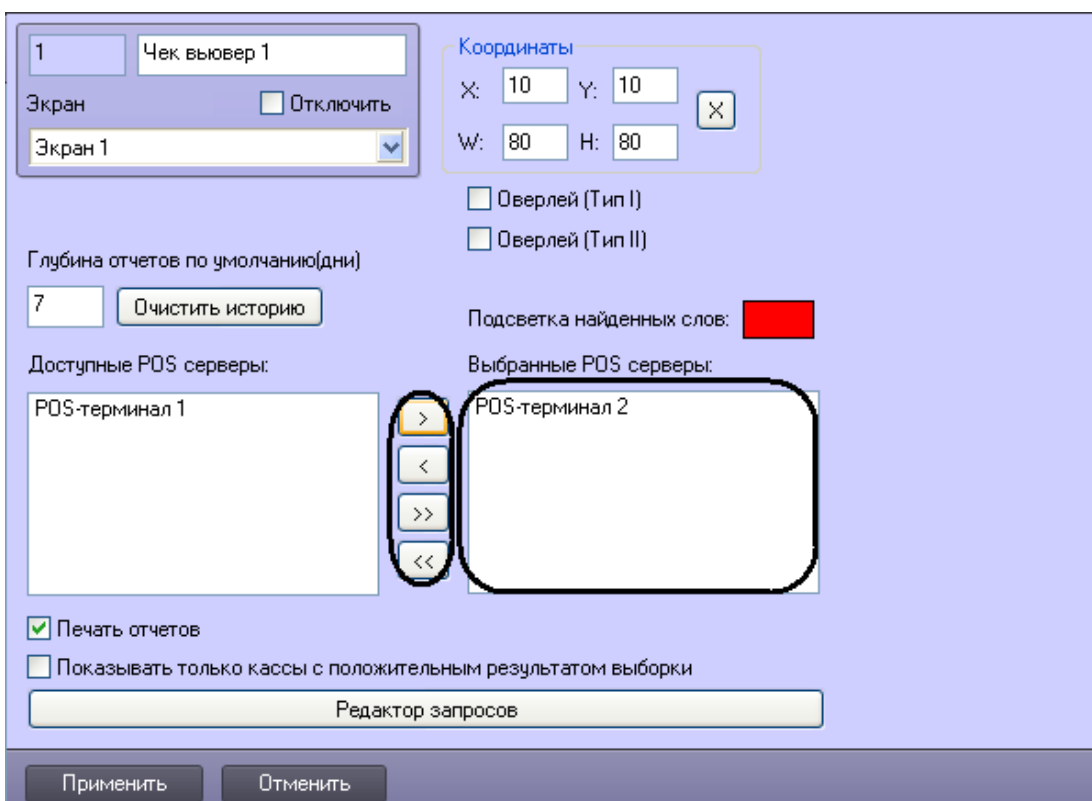 1
Чек вьювер 1
Экран
Отключить
Экран 1
Координаты
X: 10 Y: 10
X
W: 80 H: 80
Оверлей (Тип I)
Оверлей (Тип II)
Глубина отчетов по умолчанию(дни)
7
Очистить историю
Подсветка найденных слов:
Доступные POS серверы:
Выбранные POS серверы:
POS-терминал 1
>
<
>>
<<
POS-терминал 2
Печать отчетов
Показывать только кассы с положительным результатом выборки
Редактор запросов
Применить
Отменить